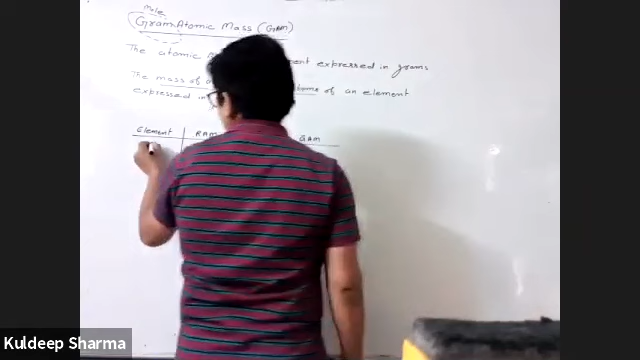 Mole
Gram Atomic Mass (GAM)
The atomic ment expressed in grams
The mass of atoms of an element
expressed in
Element RAM GAM
Kuldeep Sharma